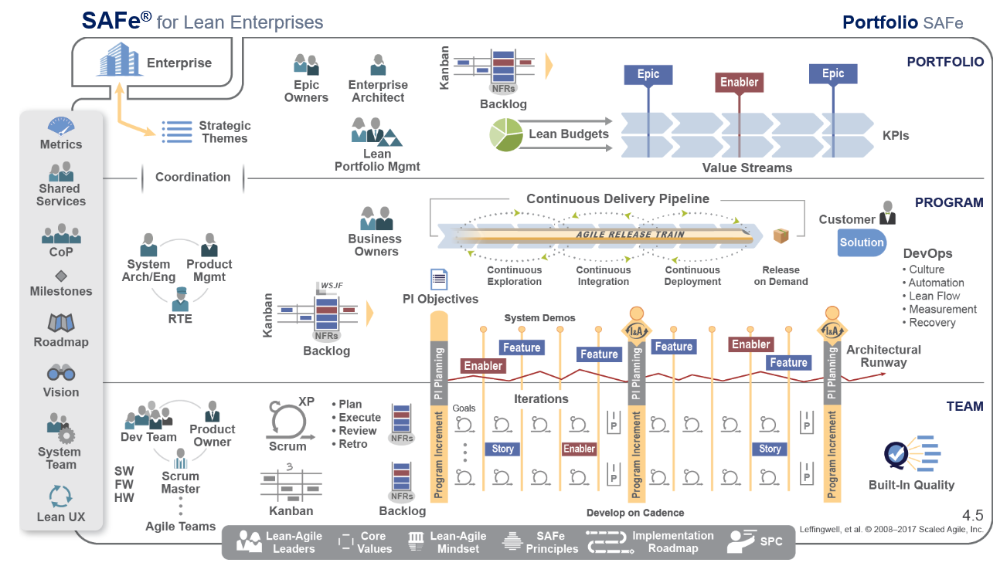 SAFe® for Lean Enterprises
Portfolio SAFe
Enterprise
Strategic
Themes
Epic
Owners
Enterprise
Architect
Lean
Portfolio Mgmt
Kanban
NFRs
Backlog
Lean Budgets
Epic
Enabler
Epic
KPIs
Value Streams
PORTFOLIO
Metrics
Shared
Services
CoP
Milestones
Roadmap
Vision
System
Team
Lean UX
Coordination
PROGRAM
Business
Owners
System
Arch/Eng
Product
Mgmt
RTE
Continuous Delivery Pipeline
AGILE RELEASE TRAIN
Continuous
Exploration
Continuous
Integration
Continuous
Deployment
Release
on Demand
Customer
Solution
DevOps
• Culture
• Automation
• Lean Flow
• Measurement
• Recovery
Kanban
WSJF
NFRs
Backlog
PI Objectives
System Demos
I&A
I&A
Enabler
Feature
Feature
Feature
Enabler
Feature
Architectural
Runway
PI Planning
PI Planning
PI Planning
TEAM
Dev Team
Product
Owner
Scrum
Master
SW
FW
HW
Agile Teams
XP
Scrum
• Plan
• Execute
• Review
• Retro
3
Kanban
NFRs
NFRs
Backlog
Program Increment
Program Increment
Program Increment
Iterations
Goals
Story
Enabler
Story
I
P
I
P
I
P
I
P
Develop on Cadence
Built-In Quality
4.5
Leffingwell, et al. © 2008–2017 Scaled Agile, Inc.
Lean-Agile
Leaders
Core
Values
Lean-Agile
Mindset
SAFe
Principles
Implementation
Roadmap
SPC